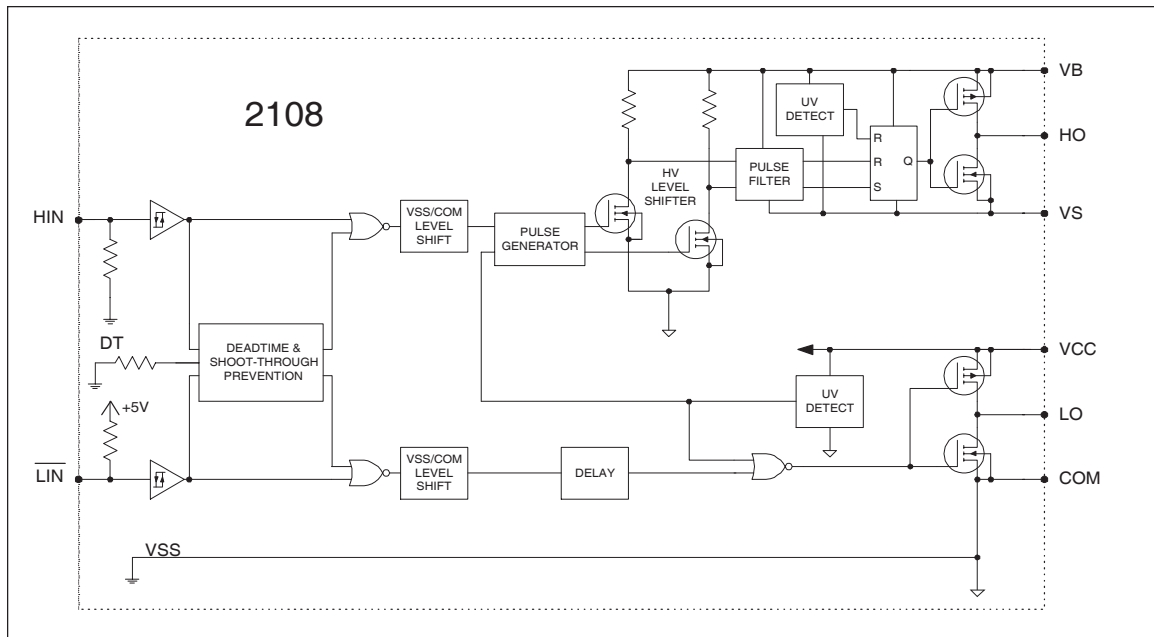 2108
VB
UV
DETECT
HO
R
R
Q
S
PULSE
FILTER
HV
LEVEL
SHIFTER
VS
HIN
VSS/COM
LEVEL
SHIFT
PULSE
GENERATOR
DT
DEADTIME &
SHOOT-THROUGH
PREVENTION
VCC
UV
DETECT
+5V
LO
LIN
VSS/COM
LEVEL
SHIFT
DELAY
COM
VSS